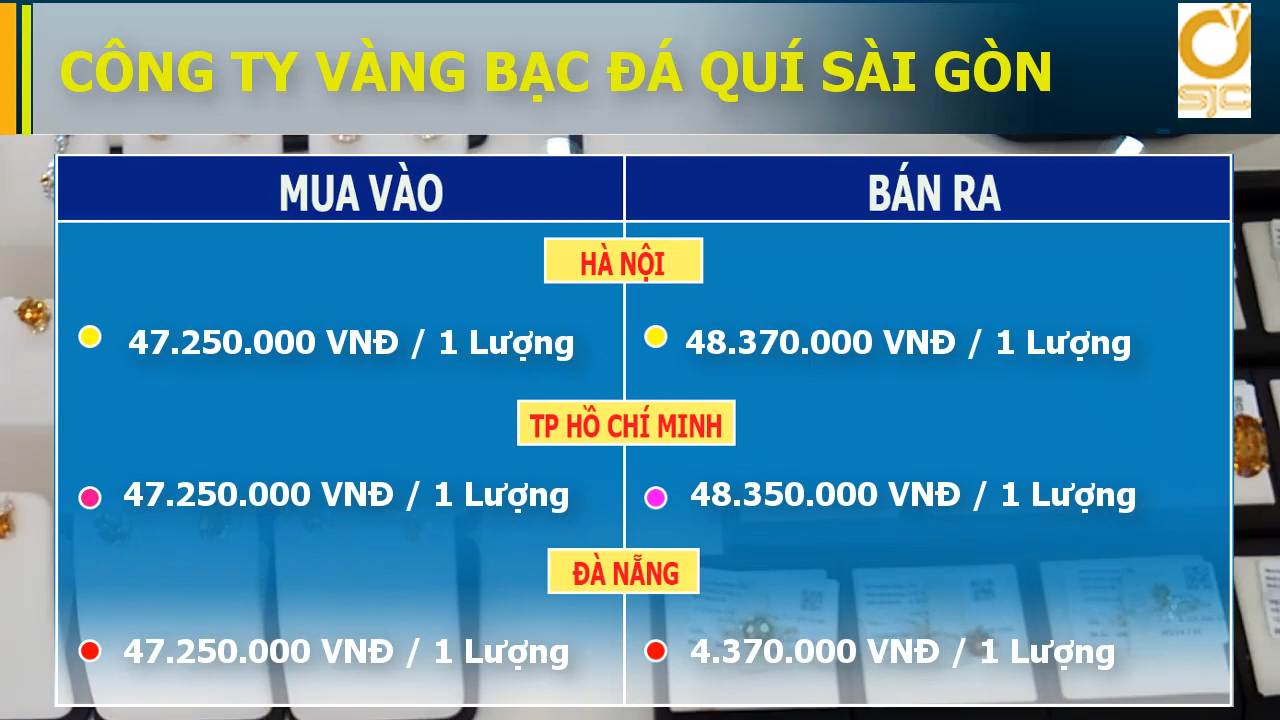 CÔNG TY VÀNG BẠC ĐÁ QUÍ SÀI GÒN
SJC
MUA VÀO
BÁN RA
HÀ NỘI
47.250.000 VNĐ / 1 Lượng
48.370.000 VNĐ / 1 Lượng
TP HỒ CHÍ MINH
47.250.000 VNĐ / 1 Lượng
48.350.000 VNĐ / 1 Lượng
ĐÀ NẴNG
47.250.000 VNĐ / 1 Lượng
4.370.000 VNĐ / 1 Lượng